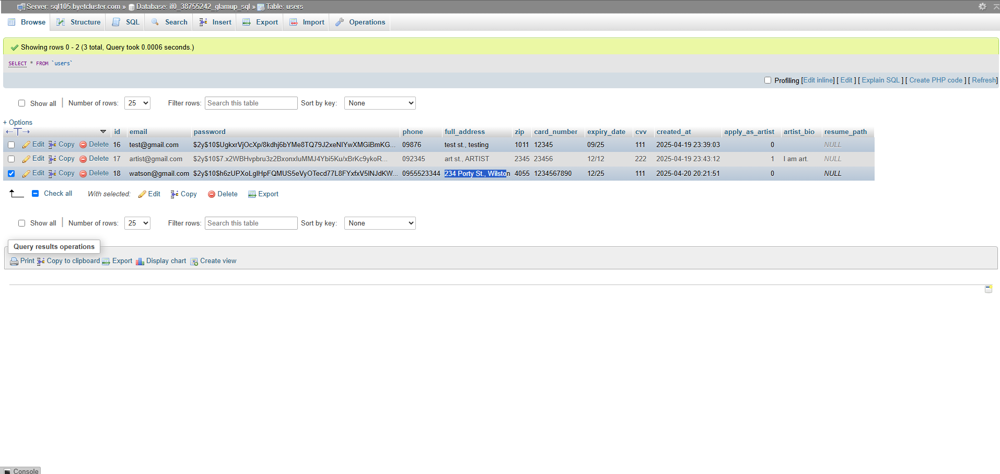 Server: sql105.byetcluster.com » Database: if0_38755242_glamup_sql » Table: users
Browse Structure SQL Search Insert Export Import Operations
Showing rows 0 - 2 (3 total, Query took 0.0006 seconds.)
SELECT * FROM `users`
Profiling [Edit inline] [ Edit ] [ Explain SQL ] [ Create PHP code ] [ Refresh]
Show all Number of rows: 25 Filter rows: Search this table Sort by key: None
+ Options
←T→ id email password phone full_address zip card_number expiry_date cvv created_at apply_as_artist artist_bio resume_path
Edit Copy Delete 16 test@gmail.com $2y$10$UgkxrVjOcXp/8kdhj6bYMe8TQ79J2xeNIYwXMGiBmKG... 09876 test st., testing 1011 12345 09/25 111 2025-04-19 23:39:03 0 NULL
Edit Copy Delete 17 artist@gmail.com $2y$10$7.x2WBHvpbru3z2BxonxluMMJ4Ybi5Ku/xBrKc9ykoR... 092345 art st., ARTIST 2345 23456 12/12 222 2025-04-19 23:43:12 1 I am art. NULL
Edit Copy Delete 18 watson@gmail.com $2y$10$h6zUPXoLglHpFQMUS5eVyOTecd77L8FYxfxV5lNJdKW... 0955523344 234 Porty St., Wilston 4055 1234567890 12/25 111 2025-04-20 20:21:51 0 NULL
Check all With selected: Edit Copy Delete Export
Show all Number of rows: 25 Filter rows: Search this table Sort by key: None
Query results operations
Print Copy to clipboard Export Display chart Create view
Console